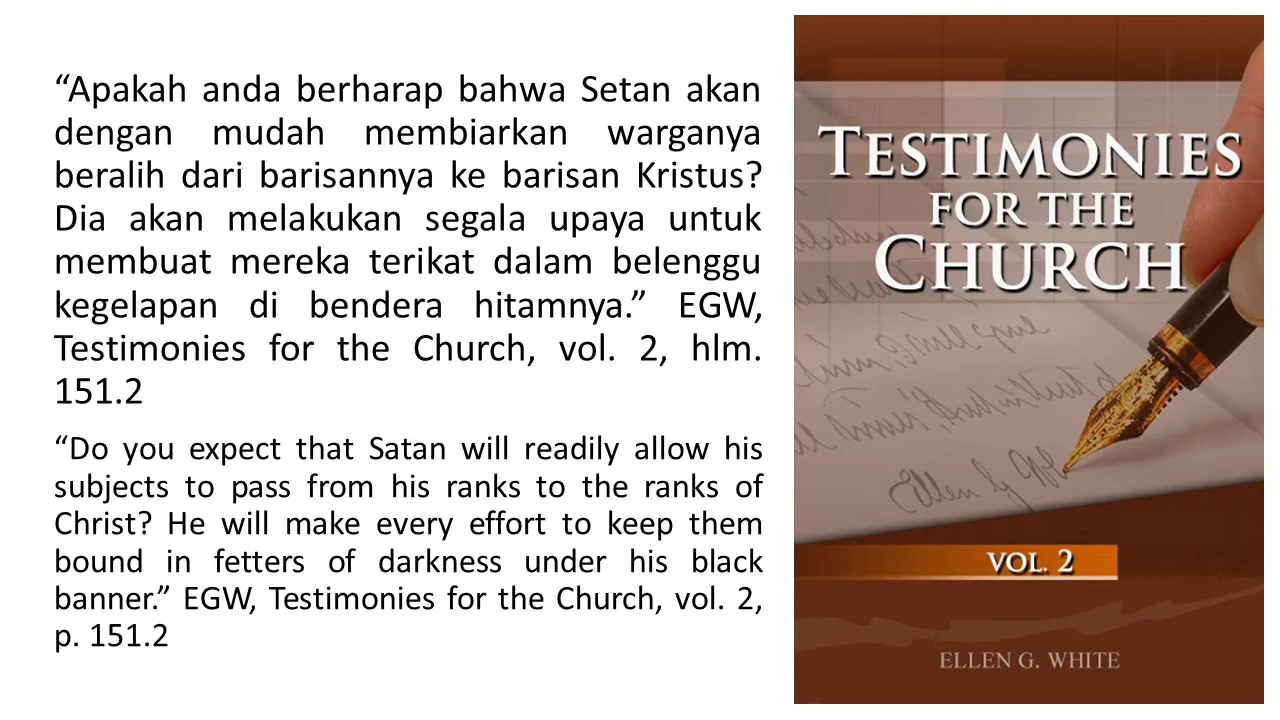 “Apakah anda berharap bahwa Setan akan
dengan mudah membiarkan warganya
beralih dari barisannya ke barisan Kristus?
Dia akan melakukan segala upaya untuk
membuat mereka terikat dalam belenggu
kegelapan di bendera hitamnya.” EGW,
Testimonies for the Church, vol. 2, hlm.
151.2
“Do you expect that Satan will readily allow his
subjects to pass from his ranks to the ranks of
Christ? He will make every effort to keep them
bound in fetters of darkness under his black
banner.” EGW, Testimonies for the Church, vol. 2,
p. 151.2
TESTIMONIES
FOR THE
CHURCH
VOL. 2
ELLEN G. WHITE